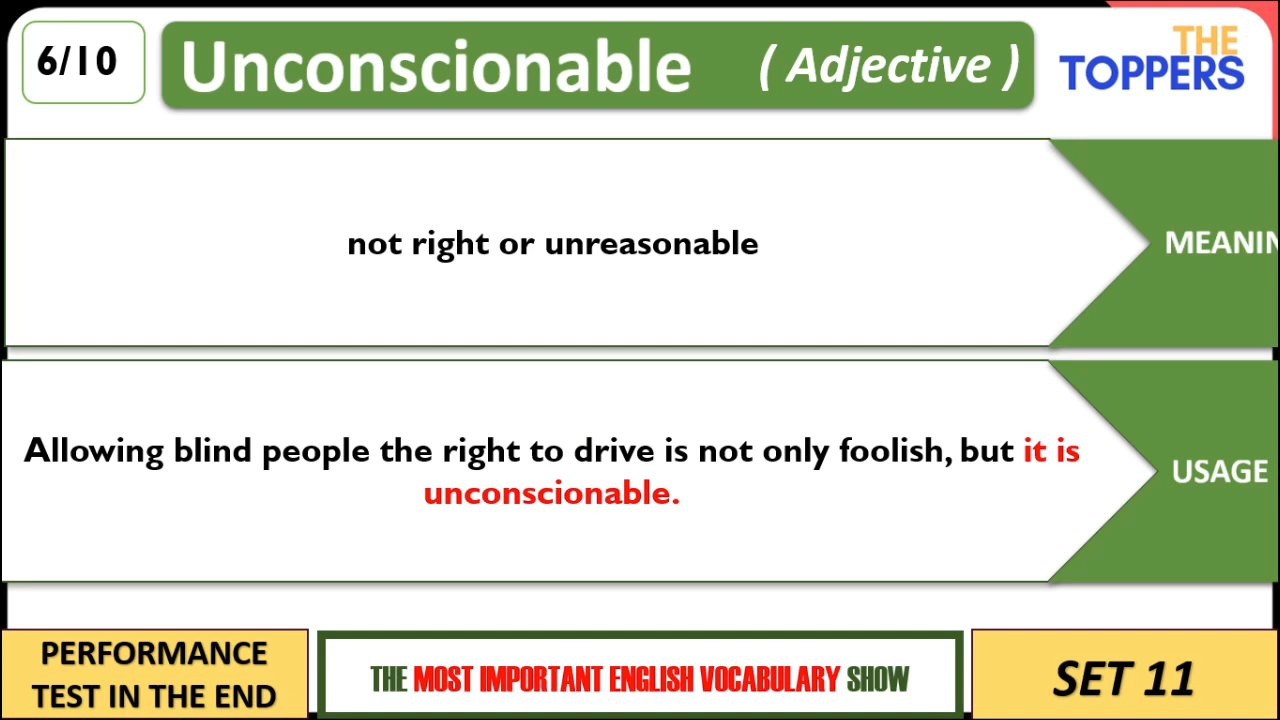 6/10
Unconscionable ( Adjective )
THE
TOPPERS
not right or unreasonable
MEANIN
Allowing blind people the right to drive is not only foolish, but it is
unconscionable.
USAGE
PERFORMANCE
TEST IN THE END
THE MOST IMPORTANT ENGLISH VOCABULARY SHOW
SET 11